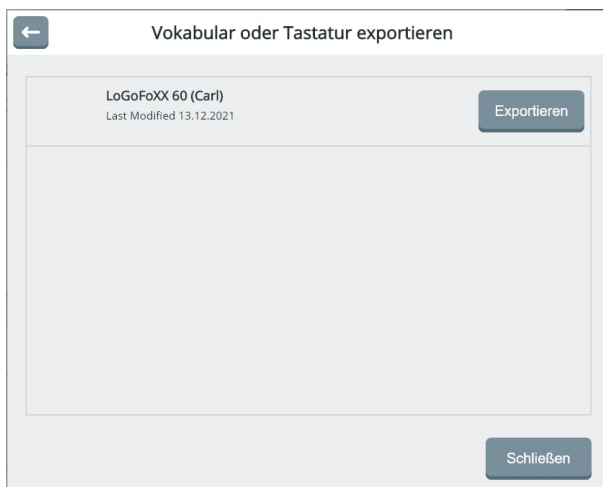 Vokabular oder Tastatur exportieren
LoGoFoXX 60 (Carl)
Last Modified 13.12.2021
Exportieren
Schließen